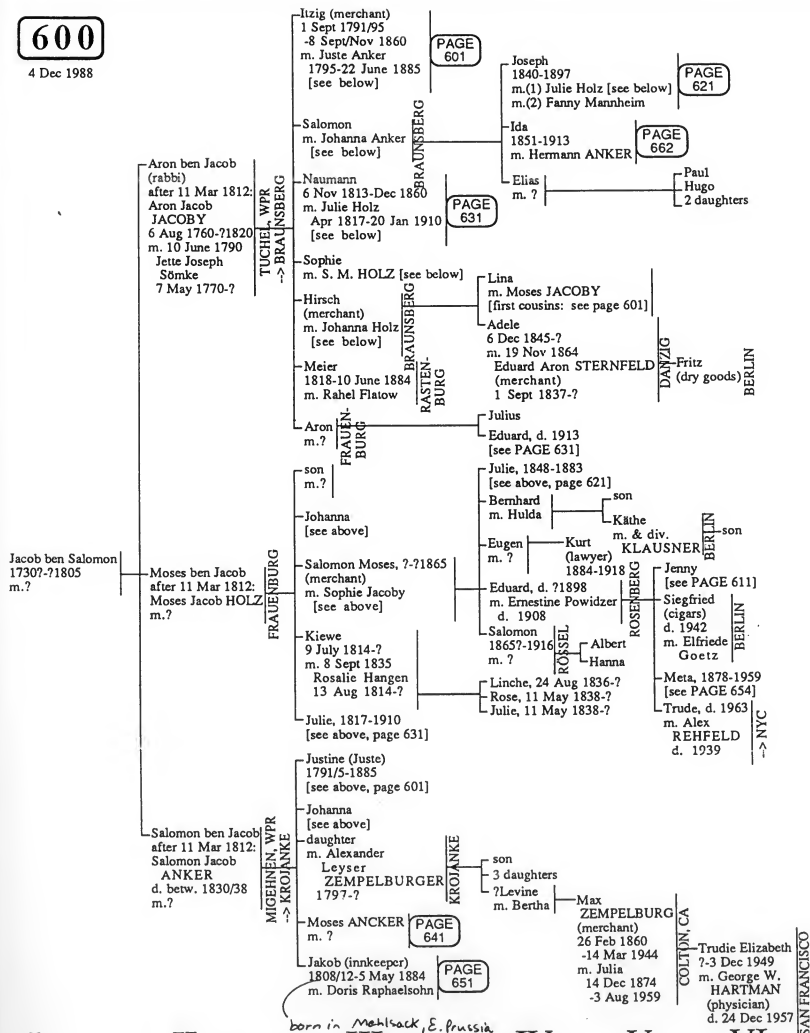 600
4 Dec 1988
Itzig (merchant)
1 Sept 1791/95
-8 Sept/Nov 1860
m. Juste Anker
1795-22 June 1885
[see below]
PAGE
601
Salomon
m. Johanna Anker
[see below]
BRAUNSBERG
Joseph
1840-1897
m.(1) Julie Holz [see below]
m.(2) Fanny Mannheim
PAGE
621
Ida
1851-1913
m. Hermann ANKER
PAGE
662
Elias
m. ?
Paul
Hugo
2 daughters
Aron ben Jacob
(rabbi)
after 11 Mar 1812:
Aron Jacob
JACOBY
6 Aug 1760-?1820
m. 10 June 1790
Jette Joseph
Sömke
7 May 1770-?
TUCHEL, WPR
--> BRAUNSBERG
Naumann
6 Nov 1813-Dec 1860
m. Julie Holz
Apr 1817-20 Jan 1910
[see below]
PAGE
631
Sophie
m. S. M. HOLZ [see below]
Hirsch
(merchant)
m. Johanna Holz
[see below]
BRAUNSBERG
Lina
m. Moses JACOBY
[first cousins: see page 601]
Adele
6 Dec 1845-?
m. 19 Nov 1864
Eduard Aron STERNFELD
(merchant)
1 Sept 1837-?
DANZIG
Fritz
(dry goods)
BERLIN
Meier
1818-10 June 1884
m. Rahel Flatow
RASTEN-
BURG
Aron
m.?
FRAUEN-
BURG
Julius
Eduard, d. 1913
[see PAGE 631]
Jacob ben Salomon
1730?-?1805
m.?
Moses ben Jacob
after 11 Mar 1812:
Moses Jacob HOLZ
m.?
FRAUENBURG
son
m.?
Johanna
[see above]
Salomon Moses, ?-?1865
(merchant)
m. Sophie Jacoby
[see above]
Julie, 1848-1883
[see above, page 621]
Bernhard
m. Hulda
son
Käthe
m. & div.
KLAUSNER
BERLIN
son
Eugen
m. ?
Kurt
(lawyer)
1884-1918
Eduard, d. ?1898
m. Ernestine Powidzer
d. 1908
ROSENBERG
Jenny
[see PAGE 611]
Siegfried
(cigars)
d. 1942
m. Elfriede
Goetz
BERLIN
Meta, 1878-1959
[see PAGE 654]
Trude, d. 1963
m. Alex
REHFELD
d. 1939
--> NYC
Salomon
1865?-1916
m. ?
RÖSSEL
Albert
Hanna
Kiewe
9 July 1814-?
m. 8 Sept 1835
Rosalie Hangen
13 Aug 1814-?
Linche, 24 Aug 1836-?
Rose, 11 May 1838-?
Julie, 11 May 1838-?
Julie, 1817-1910
[see above, page 631]
Salomon ben Jacob
after 11 Mar 1812:
Salomon Jacob
ANKER
d. betw. 1830/38
m.?
MIGEHNEN, WPR
--> KROJANKE
Justine (Juste)
1791/5-1885
[see above, page 601]
Johanna
[see above]
daughter
m. Alexander
Leyser
ZEMPELBURGER
1797-?
KROJANKE
son
3 daughters
?Levine
m. Bertha
Max
ZEMPELBURG
(merchant)
26 Feb 1860
-14 Mar 1944
m. Julia
14 Dec 1874
-3 Aug 1959
COLTON, CA
Trudie Elizabeth
?-3 Dec 1949
m. George W.
HARTMAN
(physician)
d. 24 Dec 1957
SAN FRANCISCO
Moses ANCKER
m. ?
PAGE
641
Jakob (innkeeper)
1808/12-5 May 1884
m. Doris Raphaelsohn
PAGE
651
born in Mehlsack, E. Prussia